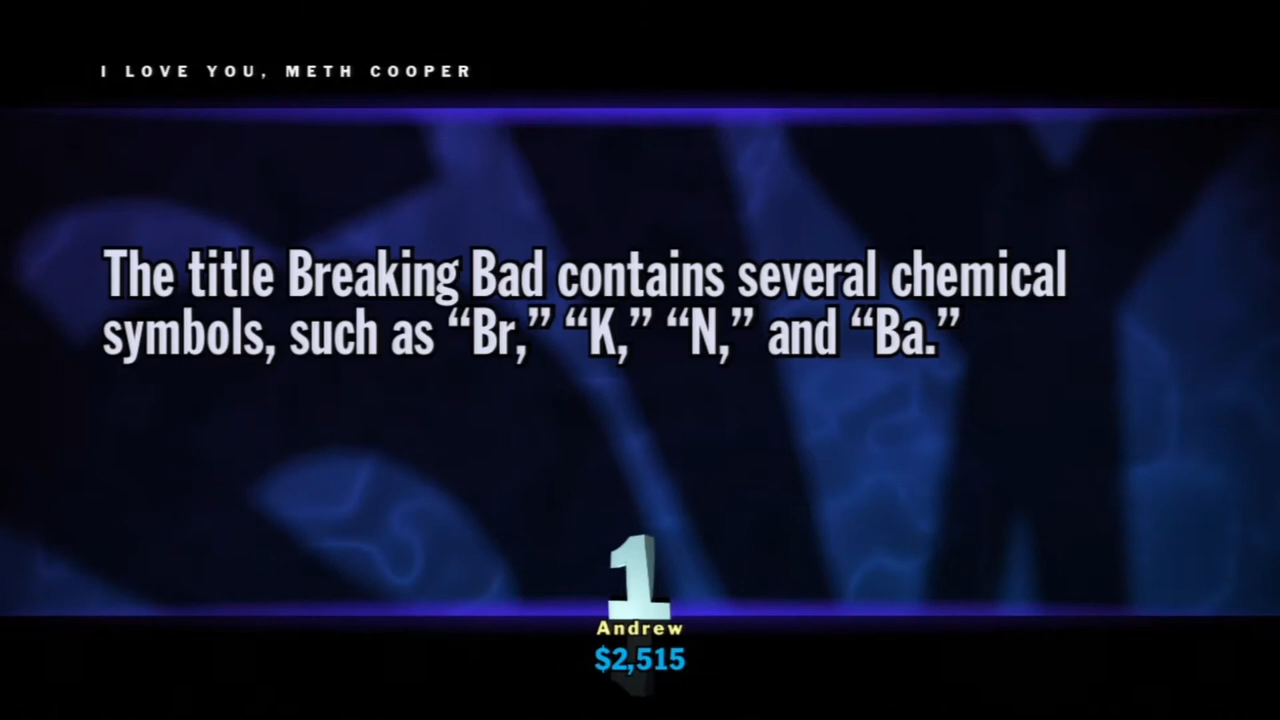 I LOVE YOU, METH COOPER
The title Breaking Bad contains several chemical
symbols, such as “Br,” “K,” “N,” and “Ba.”
1
Andrew
$2,515